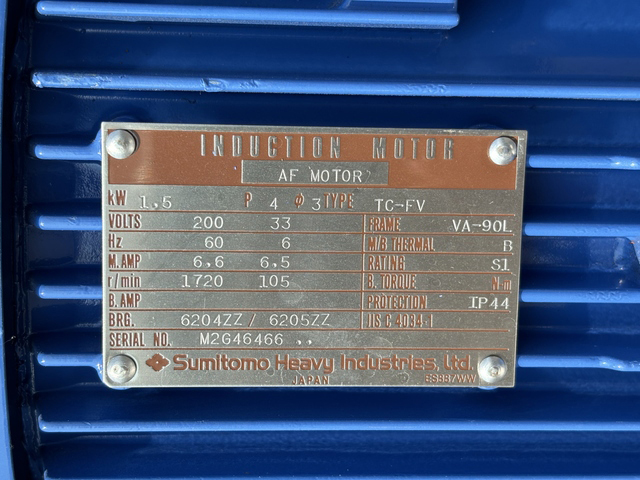 INDUCTION MOTOR
AF MOTOR
kW 1.5 P 4 Φ 3 TYPE TC-FV
VOLTS 200 33 FRAME VA-90L
Hz 60 6 M/B THERMAL B
M.AMP 6.6 6.5 RATING S1
r/min 1720 105 B. TORQUE N·m
B.AMP PROTECTION IP44
BRG. 6204ZZ / 6205ZZ JIS C 4034-1
SERIAL NO. M2G46466 ..
Sumitomo Heavy Industries, Ltd.
JAPAN